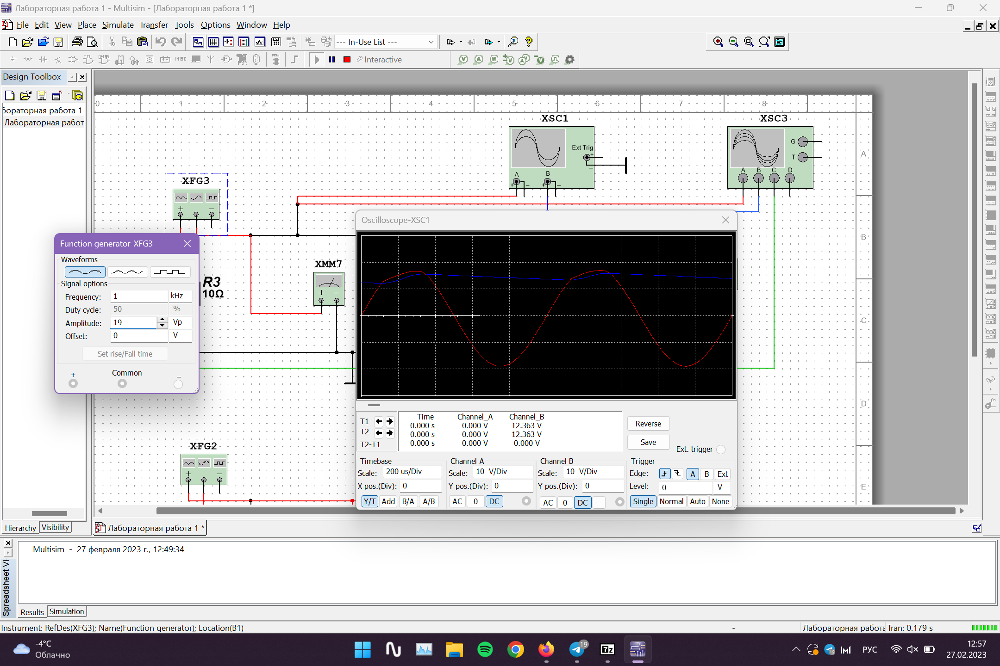 Лабораторная работа 1 - Multisim - [Лабораторная работа 1 *]
File Edit View Place Simulate Transfer Tools Options Window Help
--- In-Use List ---
MISC Interactive
Design Toolbox
бораторная работа 1
Лабораторная работ
0 1 2 3 4 5 6 7 8
XSC1
XSC3
Ext Trig
A B
G
T
A B C D
A
B
C
D
E
XFG3
XMM7
R3
10Ω
Function generator-XFG3
Waveforms
Signal options
Frequency: 1 kHz
Duty cycle: 50 %
Amplitude: 19 Vp
Offset: 0 V
Set rise/Fall time
+ Common −
XFG2
Oscilloscope-XSC1
Time Channel_A Channel_B
T1 0.000 s 0.000 V 12.363 V
T2 0.000 s 0.000 V 12.363 V
T2-T1 0.000 s 0.000 V 0.000 V
Reverse
Save
Ext. trigger
Timebase Channel A Channel B Trigger
Scale: 200 us/Div Scale: 10 V/Div Scale: 10 V/Div Edge: A B Ext
X pos.(Div): 0 Y pos.(Div): 0 Y pos.(Div): 0 Level: 0 V
Y/T Add B/A A/B AC 0 DC AC 0 DC - Single Normal Auto None
Hierarchy Visibility
Лабораторная работа 1 *
Multisim - 27 февраля 2023 г., 12:49:34
Spreadsheet Vi
Results Simulation
Instrument: RefDes(XFG3); Name(Function generator); Location(B1) - Лабораторная работа Tran: 0.179 s
-4°C
Облачно
19
7z
19
РУС
12:57
27.02.2023